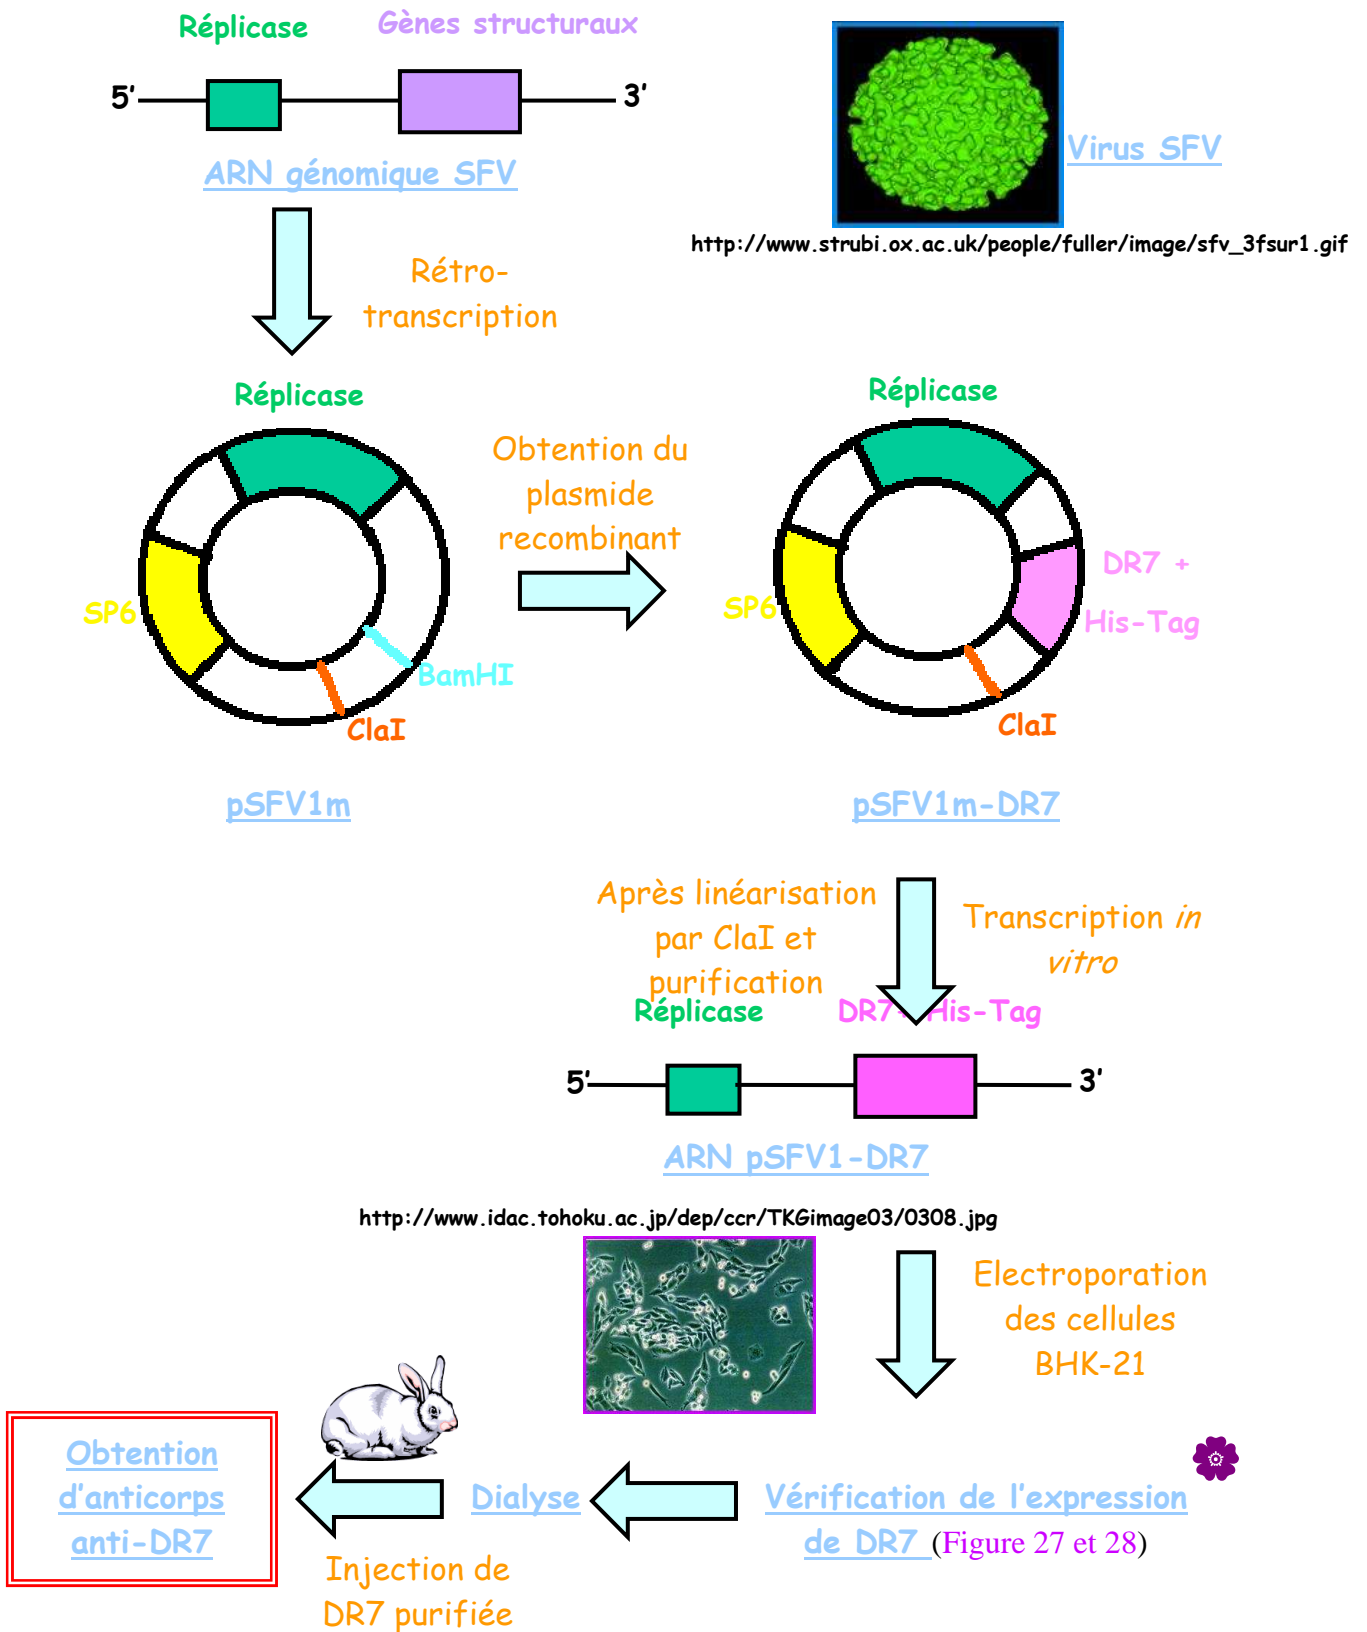 Réplicase
Gènes structuraux
5'
3'
ARN génomique SFV
Virus SFV
http://www.strubi.ox.ac.uk/people/fuller/image/sfv_3fsur1.gif
Rétro-
transcription
Réplicase
SP6
BamHI
ClaI
pSFV1m
Obtention du
plasmide
recombinant
Réplicase
SP6
DR7 +
His-Tag
ClaI
pSFV1m-DR7
Après linéarisation
par ClaI et
purification
Transcription in
vitro
Réplicase
DR7+ His-Tag
5'
3'
ARN pSFV1-DR7
http://www.idac.tohoku.ac.jp/dep/ccr/TKGimage03/0308.jpg
Electroporation
des cellules
BHK-21
Vérification de l'expression
de DR7 (Figure 27 et 28)
Dialyse
Injection de
DR7 purifiée
Obtention
d'anticorps
anti-DR7